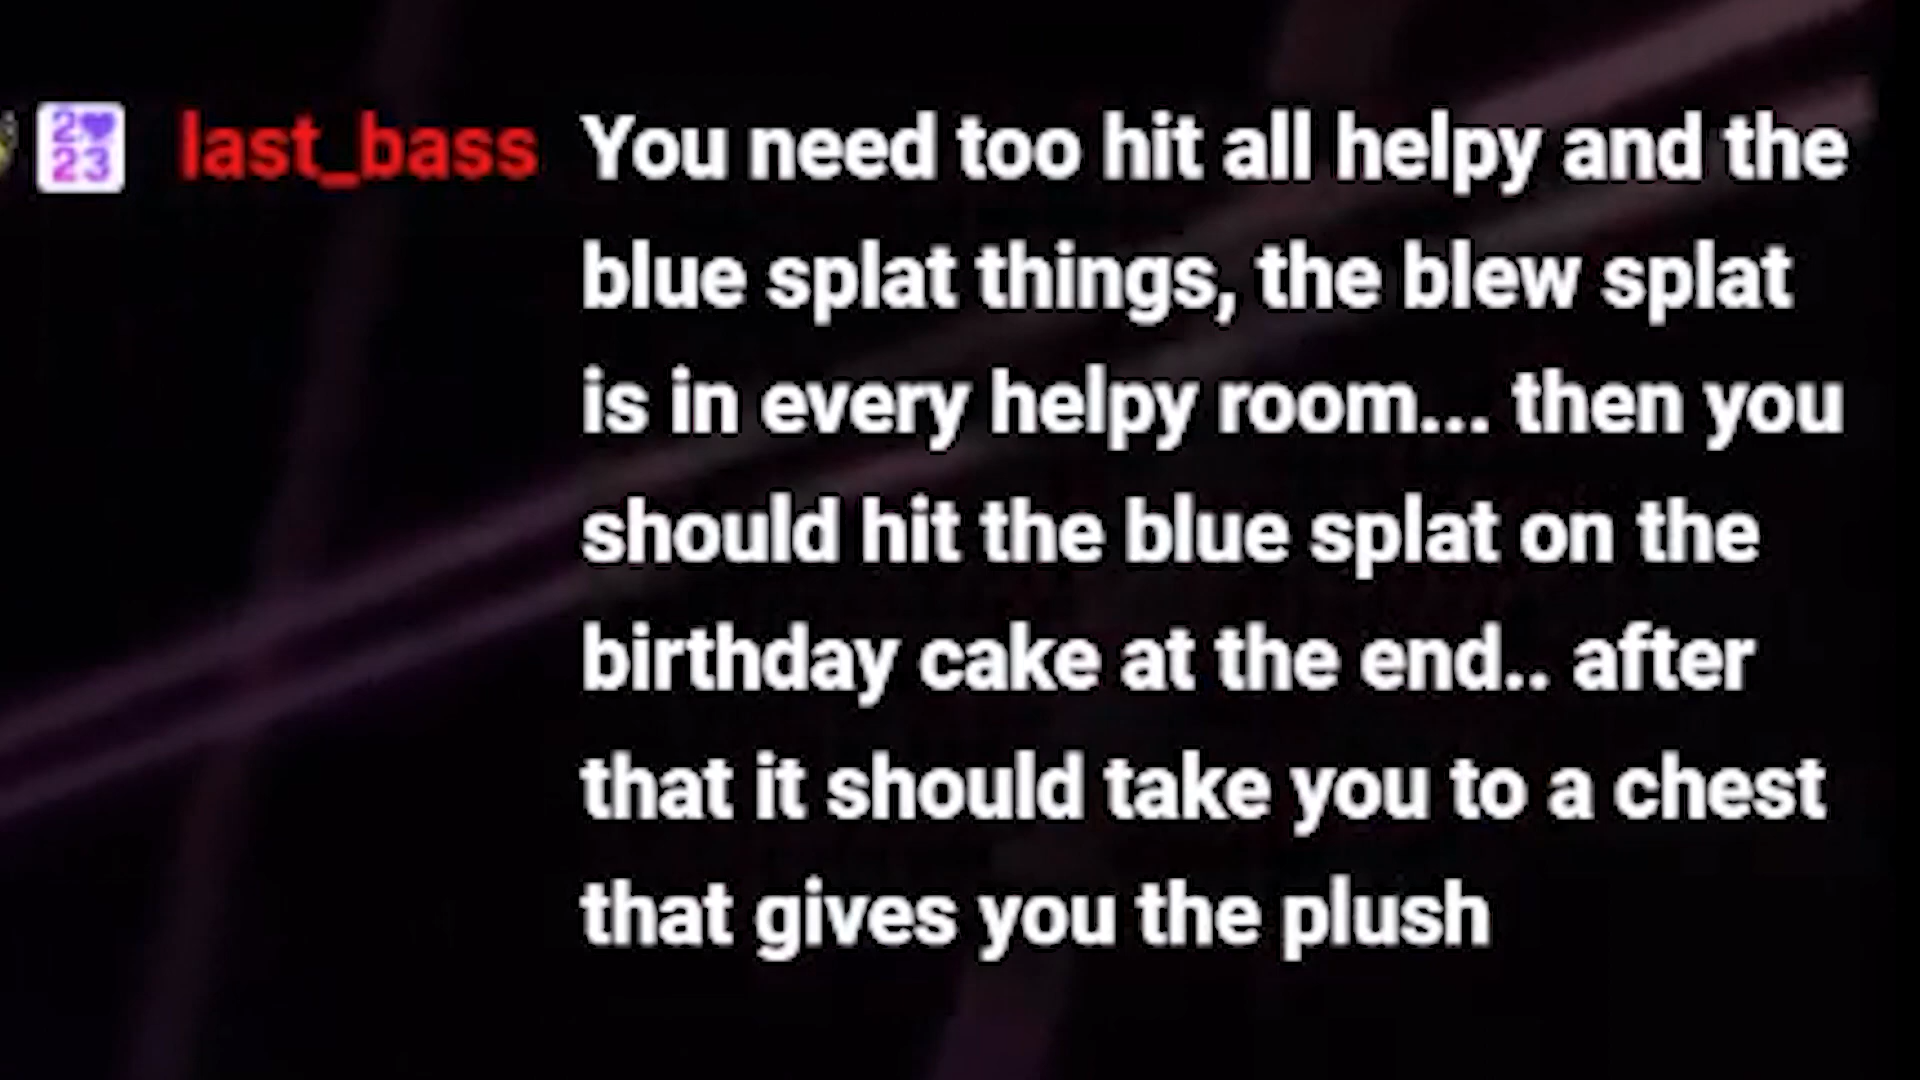 2♥
23
last_bass You need too hit all helpy and the
blue splat things, the blew splat
is in every helpy room... then you
should hit the blue splat on the
birthday cake at the end.. after
that it should take you to a chest
that gives you the plush